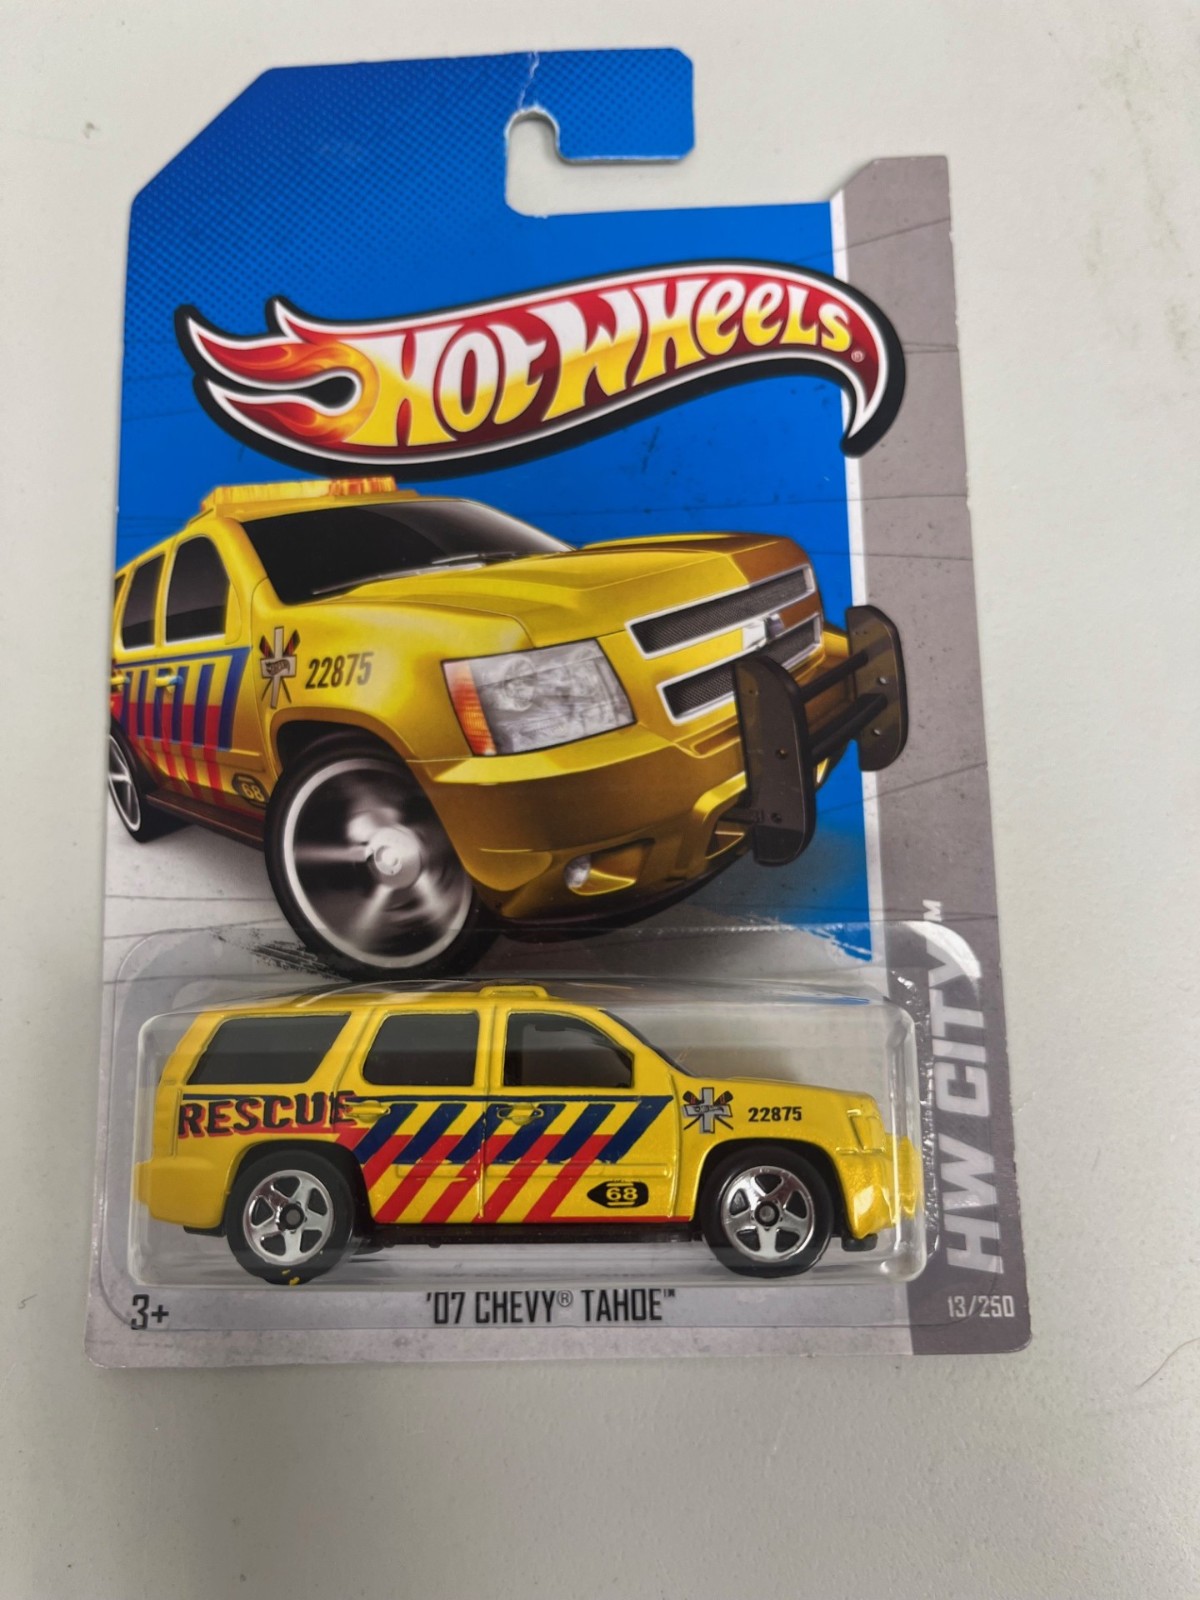 HOT WHEELS®
22875
68
HW CITY™
RESCUE
22875
68
3+
'07 CHEVY® TAHOE™
13/250